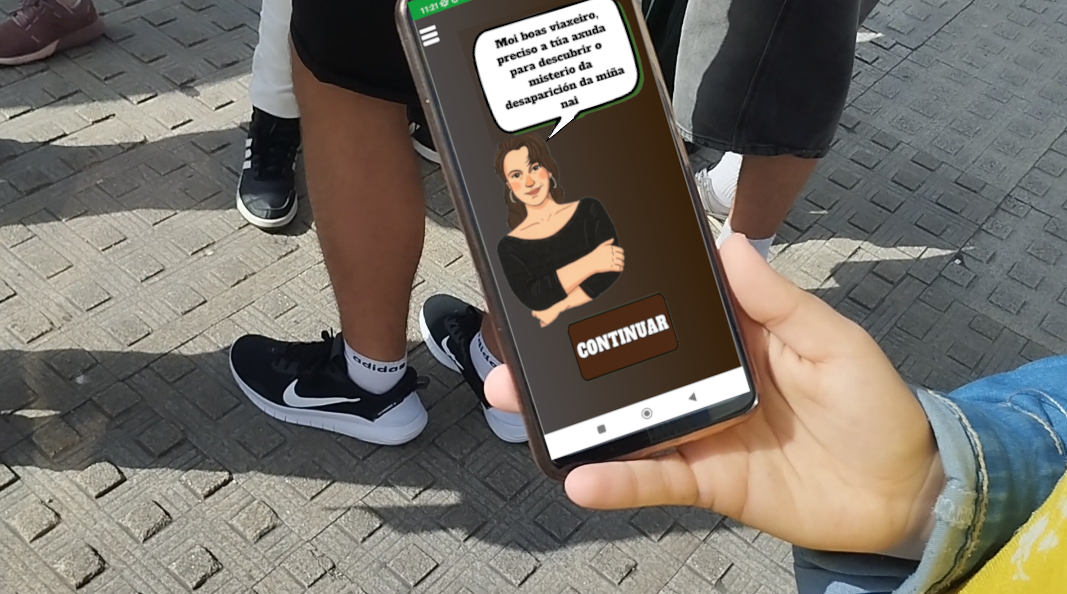 11:21
Moi boas viaxeiro,
preciso a túa axuda
para descubrir o
misterio da
desaparición da miña
nai
CONTINUAR
adidas